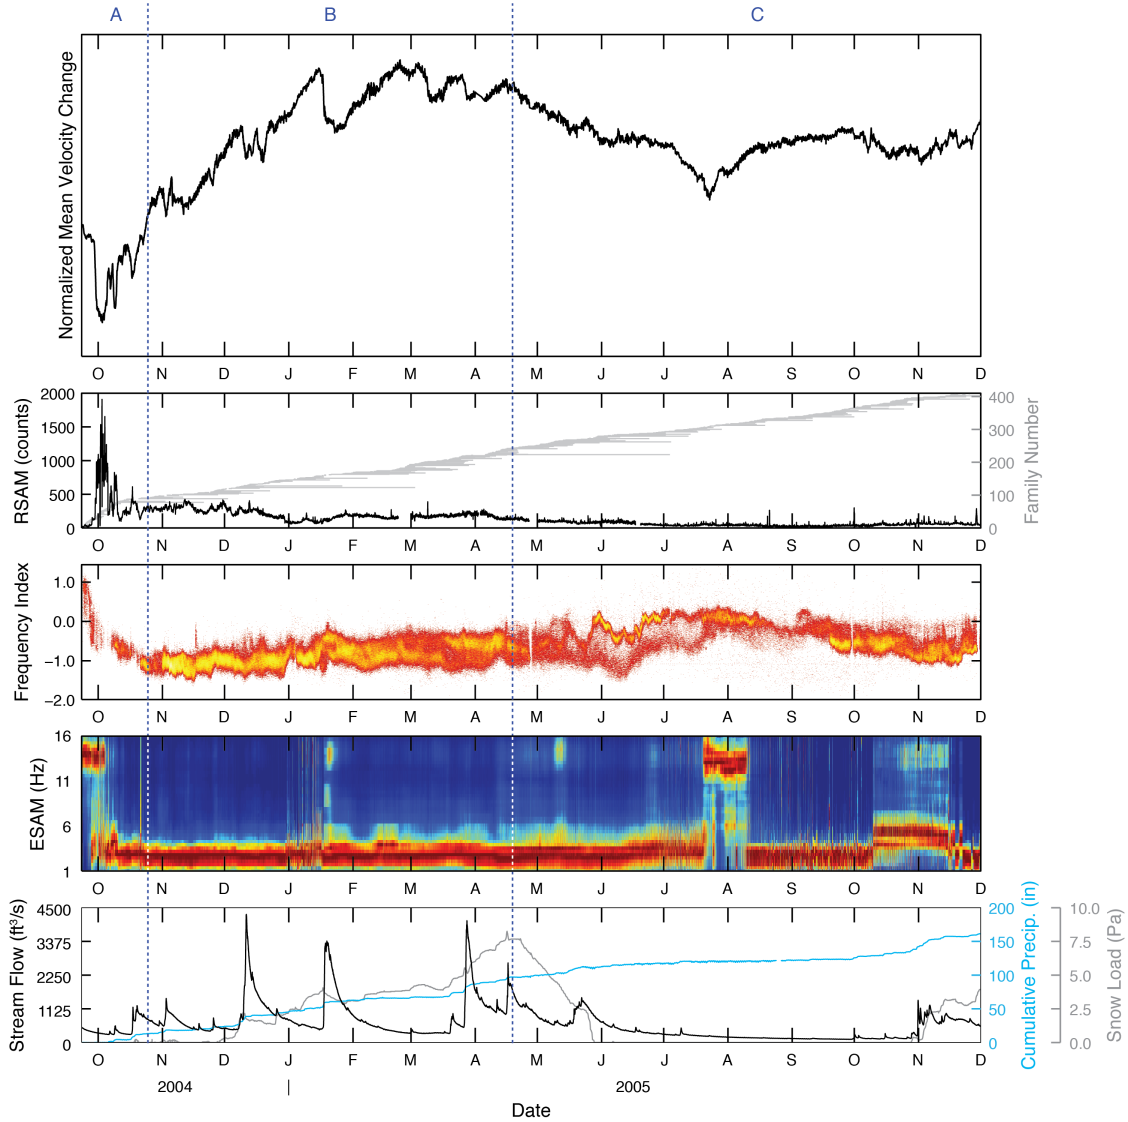 A B C
Normalized Mean Velocity Change
O N D J F M A M J J A S O N D
RSAM (counts)
2000
1500
1000
500
0
400
300
200
100
0
Family Number
O N D J F M A M J J A S O N D
Frequency Index
1.0
0.0
−1.0
−2.0
O N D J F M A M J J A S O N D
ESAM (Hz)
16
11
6
1
O N D J F M A M J J A S O N D
Stream Flow (ft³/s)
4500
3375
2250
1125
0
200
150
100
50
0
Cumulative Precip. (in)
10.0
7.5
5.0
2.5
0.0
Snow Load (Pa)
O N D J F M A M J J A S O N D
2004 | 2005
Date